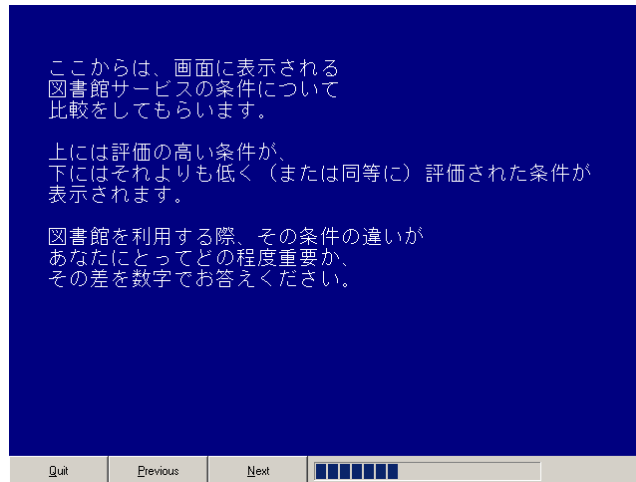 ここからは、画面に表示される
図書館サービスの条件について
比較をしてもらいます。
上には評価の高い条件が、
下にはそれよりも低く（または同等に）評価された条件が
表示されます。
図書館を利用する際、その条件の違いが
あなたにとってどの程度重要か、
その差を数字でお答えください。
Quit Previous Next